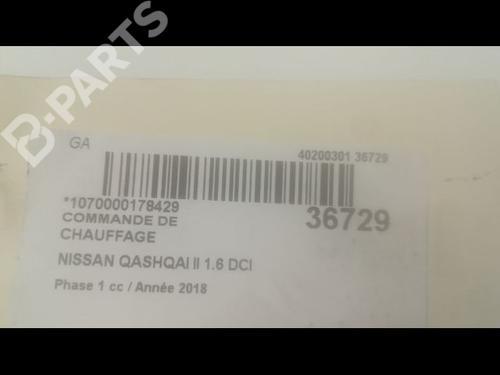 B-PARTS
GA
40200301 36729
*1070000178429
36729
COMMANDE DE
CHAUFFAGE
NISSAN QASHQAI II 1.6 DCI
Phase 1 cc / Année 2018